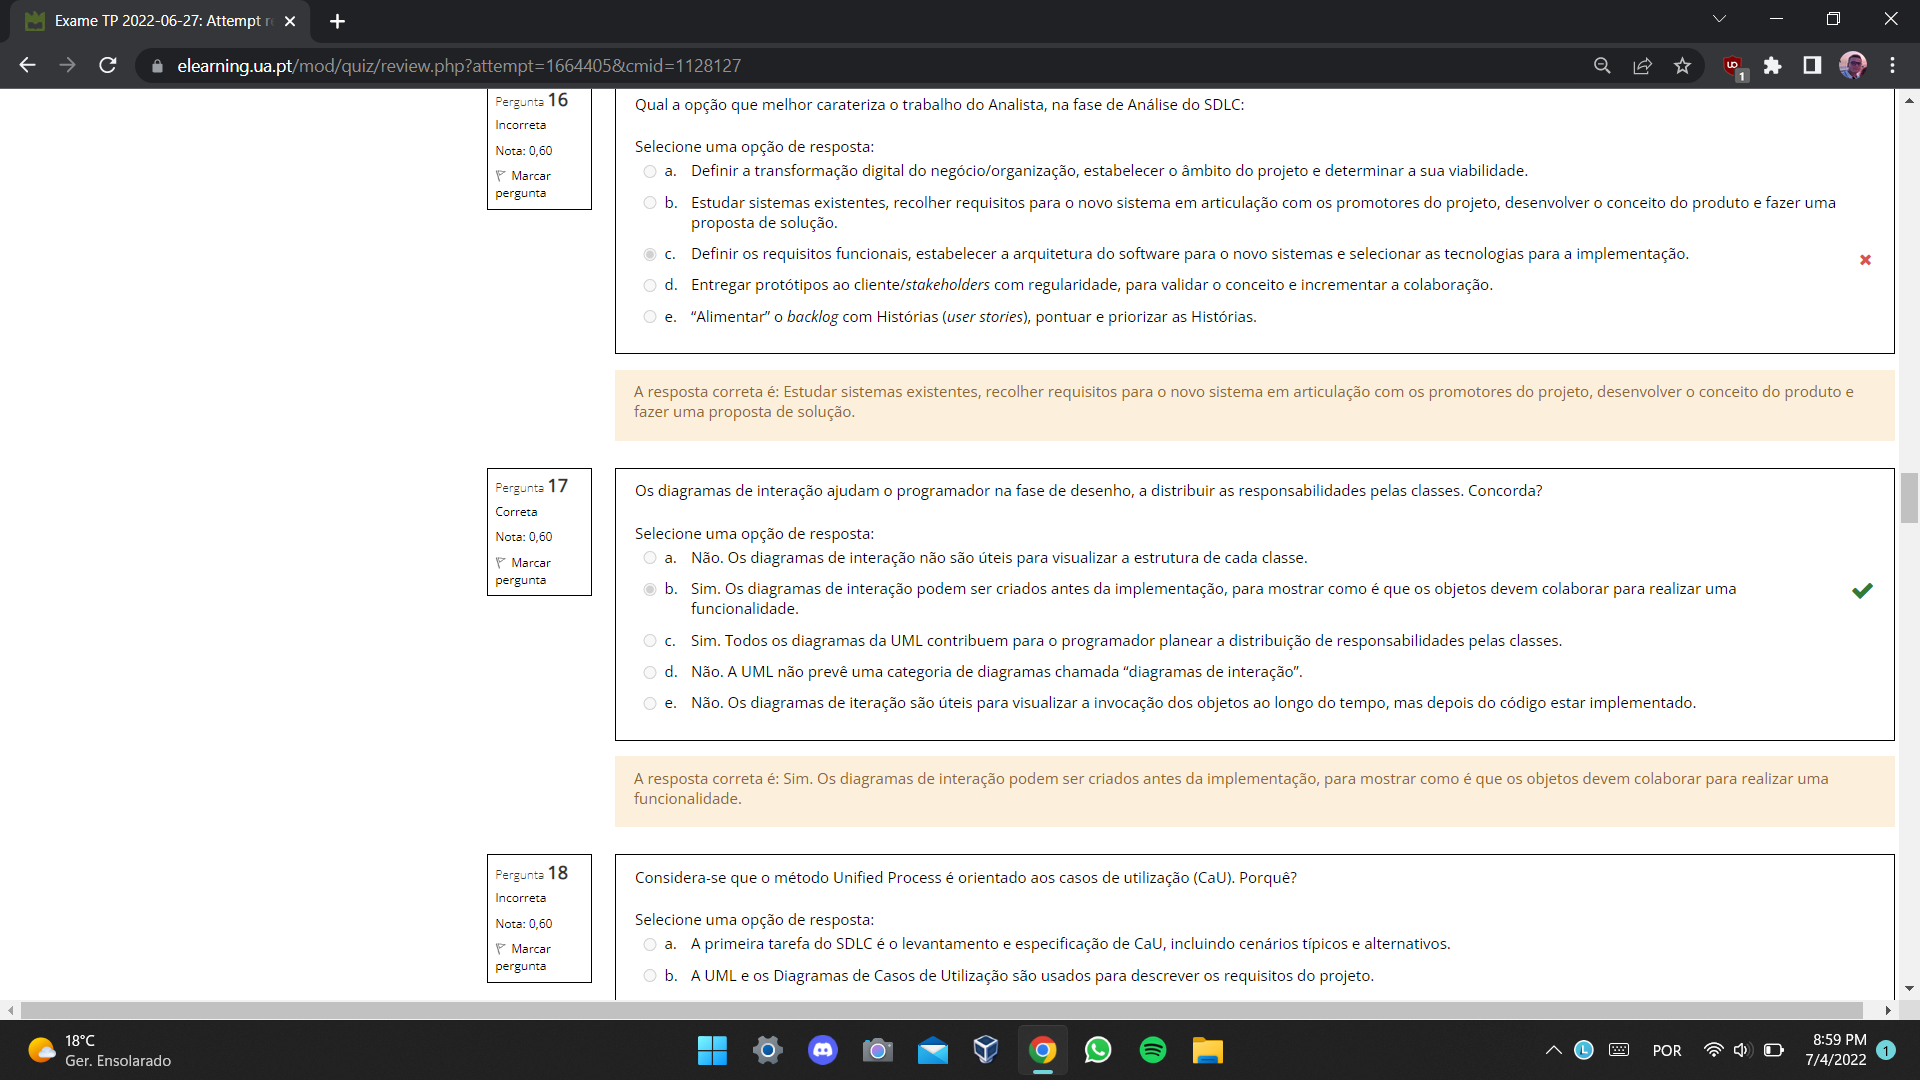 Exame TP 2022-06-27: Attempt r
elearning.ua.pt/mod/quiz/review.php?attempt=1664405&cmid=1128127
1
Pergunta 16
Incorreta
Nota: 0,60
Marcar
pergunta
Qual a opção que melhor carateriza o trabalho do Analista, na fase de Análise do SDLC:
Selecione uma opção de resposta:
a. Definir a transformação digital do negócio/organização, estabelecer o âmbito do projeto e determinar a sua viabilidade.
b. Estudar sistemas existentes, recolher requisitos para o novo sistema em articulação com os promotores do projeto, desenvolver o conceito do produto e fazer uma
proposta de solução.
c. Definir os requisitos funcionais, estabelecer a arquitetura do software para o novo sistemas e selecionar as tecnologias para a implementação.
d. Entregar protótipos ao cliente/stakeholders com regularidade, para validar o conceito e incrementar a colaboração.
e. “Alimentar” o backlog com Histórias (user stories), pontuar e priorizar as Histórias.
A resposta correta é: Estudar sistemas existentes, recolher requisitos para o novo sistema em articulação com os promotores do projeto, desenvolver o conceito do produto e
fazer uma proposta de solução.
Pergunta 17
Correta
Nota: 0,60
Marcar
pergunta
Os diagramas de interação ajudam o programador na fase de desenho, a distribuir as responsabilidades pelas classes. Concorda?
Selecione uma opção de resposta:
a. Não. Os diagramas de interação não são úteis para visualizar a estrutura de cada classe.
b. Sim. Os diagramas de interação podem ser criados antes da implementação, para mostrar como é que os objetos devem colaborar para realizar uma
funcionalidade.
c. Sim. Todos os diagramas da UML contribuem para o programador planear a distribuição de responsabilidades pelas classes.
d. Não. A UML não prevê uma categoria de diagramas chamada “diagramas de interação”.
e. Não. Os diagramas de iteração são úteis para visualizar a invocação dos objetos ao longo do tempo, mas depois do código estar implementado.
A resposta correta é: Sim. Os diagramas de interação podem ser criados antes da implementação, para mostrar como é que os objetos devem colaborar para realizar uma
funcionalidade.
Pergunta 18
Incorreta
Nota: 0,60
Marcar
pergunta
Considera-se que o método Unified Process é orientado aos casos de utilização (CaU). Porquê?
Selecione uma opção de resposta:
a. A primeira tarefa do SDLC é o levantamento e especificação de CaU, incluindo cenários típicos e alternativos.
b. A UML e os Diagramas de Casos de Utilização são usados para descrever os requisitos do projeto.
18°C
Ger. Ensolarado
L
POR
8:59 PM
7/4/2022
1